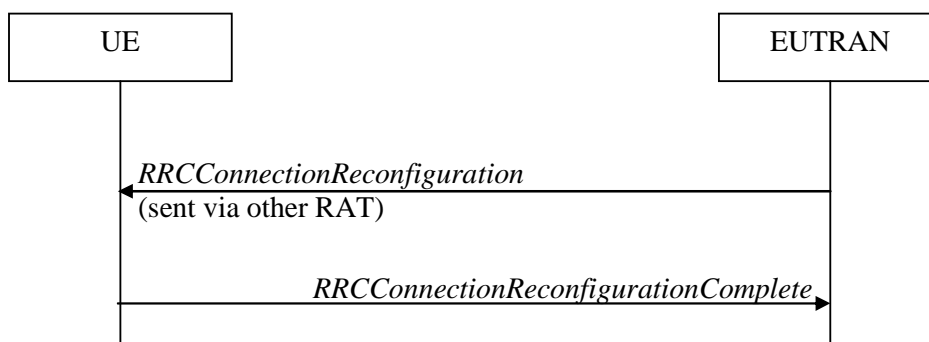 UE
EUTRAN
RRCConnectionReconfiguration
(sent via other RAT)
RRCConnectionReconfigurationComplete